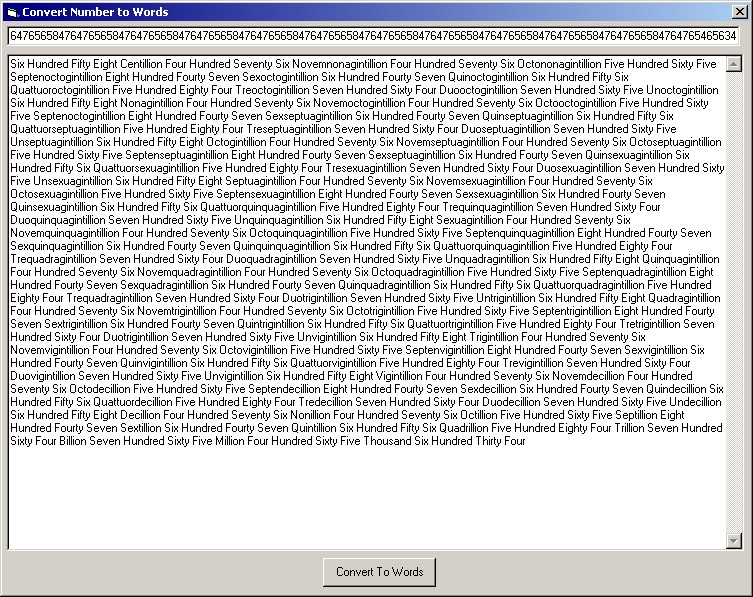 Convert Number to Words
6476565847647656584764765658476476565847647656584764765658476476565847647656584764765658476476565847647656584764765465634
Six Hundred Fifty Eight Centillion Four Hundred Seventy Six Novemnonagintillion Four Hundred Seventy Six Octononagintillion Five Hundred Sixty Five
Septenoctogintillion Eight Hundred Fourty Seven Sexoctogintillion Six Hundred Fourty Seven Quinoctogintillion Six Hundred Fifty Six
Quattuoroctogintillion Five Hundred Eighty Four Treoctogintillion Seven Hundred Sixty Four Duooctogintillion Seven Hundred Sixty Five Unoctogintillion
Six Hundred Fifty Eight Nonagintillion Four Hundred Seventy Six Novemoctogintillion Four Hundred Seventy Six Octooctogintillion Five Hundred Sixty
Five Septenoctogintillion Eight Hundred Fourty Seven Sexseptuagintillion Six Hundred Fourty Seven Quinseptuagintillion Six Hundred Fifty Six
Quattuorseptuagintillion Five Hundred Eighty Four Treseptuagintillion Seven Hundred Sixty Four Duoseptuagintillion Seven Hundred Sixty Five
Unseptuagintillion Six Hundred Fifty Eight Octogintillion Four Hundred Seventy Six Novemseptuagintillion Four Hundred Seventy Six Octoseptuagintillion
Five Hundred Sixty Five Septenseptuagintillion Eight Hundred Fourty Seven Sexseptuagintillion Six Hundred Fourty Seven Quensexuagintillion Six
Hundred Fifty Six Quattuorsexuagintillion Five Hundred Eighty Four Tresexuagintillion Seven Hundred Sixty Four Duosexuagintillion Seven Hundred Sixty
Five Unsexuagintillion Six Hundred Fifty Eight Septuagintillion Four Hundred Seventy Six Novemsexuagintillion Four Hundred Seventy Six
Octosexuagintillion Five Hundred Sixty Five Septensexuagintillion Eight Hundred Fourty Seven Sexsexuagintillion Six Hundred Fourty Seven
Quinsexuagintillion Six Hundred Fifty Six Quattuorquinquagintillion Five Hundred Eighty Four Trequinquagintillion Seven Hundred Sixty Four
Duoquinquagintillion Seven Hundred Sixty Five Unquinquagintillion Six Hundred Fifty Eight Sexuagintillion Four Hundred Seventy Six
Novemquinquagintillion Four Hundred Seventy Six Octoquinquagintillion Five Hundred Sixty Five Septenquinquagintillion Eight Hundred Fourty Seven
Sexquinquagintillion Six Hundred Fourty Seven Quinquinquagintillion Six Hundred Fifty Six Quattuorquinquagintillion Five Hundred Eighty Four
Trequadragintillion Seven Hundred Sixty Four Duoquadragintillion Seven Hundred Sixty Five Unquadragintillion Six Hundred Fifty Eight Quinquagintillion
Four Hundred Seventy Six Novemquadragintillion Four Hundred Seventy Six Octoquadragintillion Five Hundred Sixty Five Septenquadragintillion Eight
Hundred Fourty Seven Sexquadragintillion Six Hundred Fourty Seven Quinquadragintillion Six Hundred Fifty Six Quattuorquadragintillion Five Hundred
Eighty Four Trequadragintillion Seven Hundred Sixty Four Duotrigintillion Seven Hundred Sixty Five Untrigintillion Six Hundred Fifty Eight Quadragintillion
Four Hundred Seventy Six Novemtrigintillion Four Hundred Seventy Six Octotrigintillion Five Hundred Sixty Five Septentrigintillion Eight Hundred Fourty
Seven Sextrigintillion Six Hundred Fourty Seven Quintrigintillion Six Hundred Fifty Six Quattuortrigintillion Five Hundred Eighty Four Tretrigintillion Seven
Hundred Sixty Four Duotrigintillion Seven Hundred Sixty Five Unvigintillion Six Hundred Fifty Eight Trigintillion Four Hundred Seventy Six
Novemvigintillion Four Hundred Seventy Six Octovigintillion Five Hundred Sixty Five Septenvigintillion Eight Hundred Fourty Seven Sexvigintillion Six
Hundred Fourty Seven Quinvigintillion Six Hundred Fifty Six Quattuorvigintillion Five Hundred Eighty Four Trevigintillion Seven Hundred Sixty Four
Duovigintillion Seven Hundred Sixty Five Unvigintillion Six Hundred Fifty Eight Vigintillion Four Hundred Seventy Six Novemdecillion Four Hundred
Seventy Six Octodecillion Five Hundred Sixty Five Septendecillion Eight Hundred Fourty Seven Sexdecillion Six Hundred Fourty Seven Quindecillion Six
Hundred Fifty Six Quattordecillion Five Hundred Eighty Four Tredecillion Seven Hundred Sixty Four Duodecillion Seven Hundred Sixty Five Undecillion
Six Hundred Fifty Eight Decillion Four Hundred Seventy Six Nonillion Four Hundred Seventy Six Octillion Five Hundred Sixty Five Septillion Eight
Hundred Fourty Seven Sextillion Six Hundred Fourty Seven Quintillion Six Hundred Fifty Six Quadrillion Five Hundred Eighty Four Trillion Seven Hundred
Sixty Four Billion Seven Hundred Sixty Five Million Four Hundred Sixty Five Thousand Six Hundred Thirty Four
Convert To Words